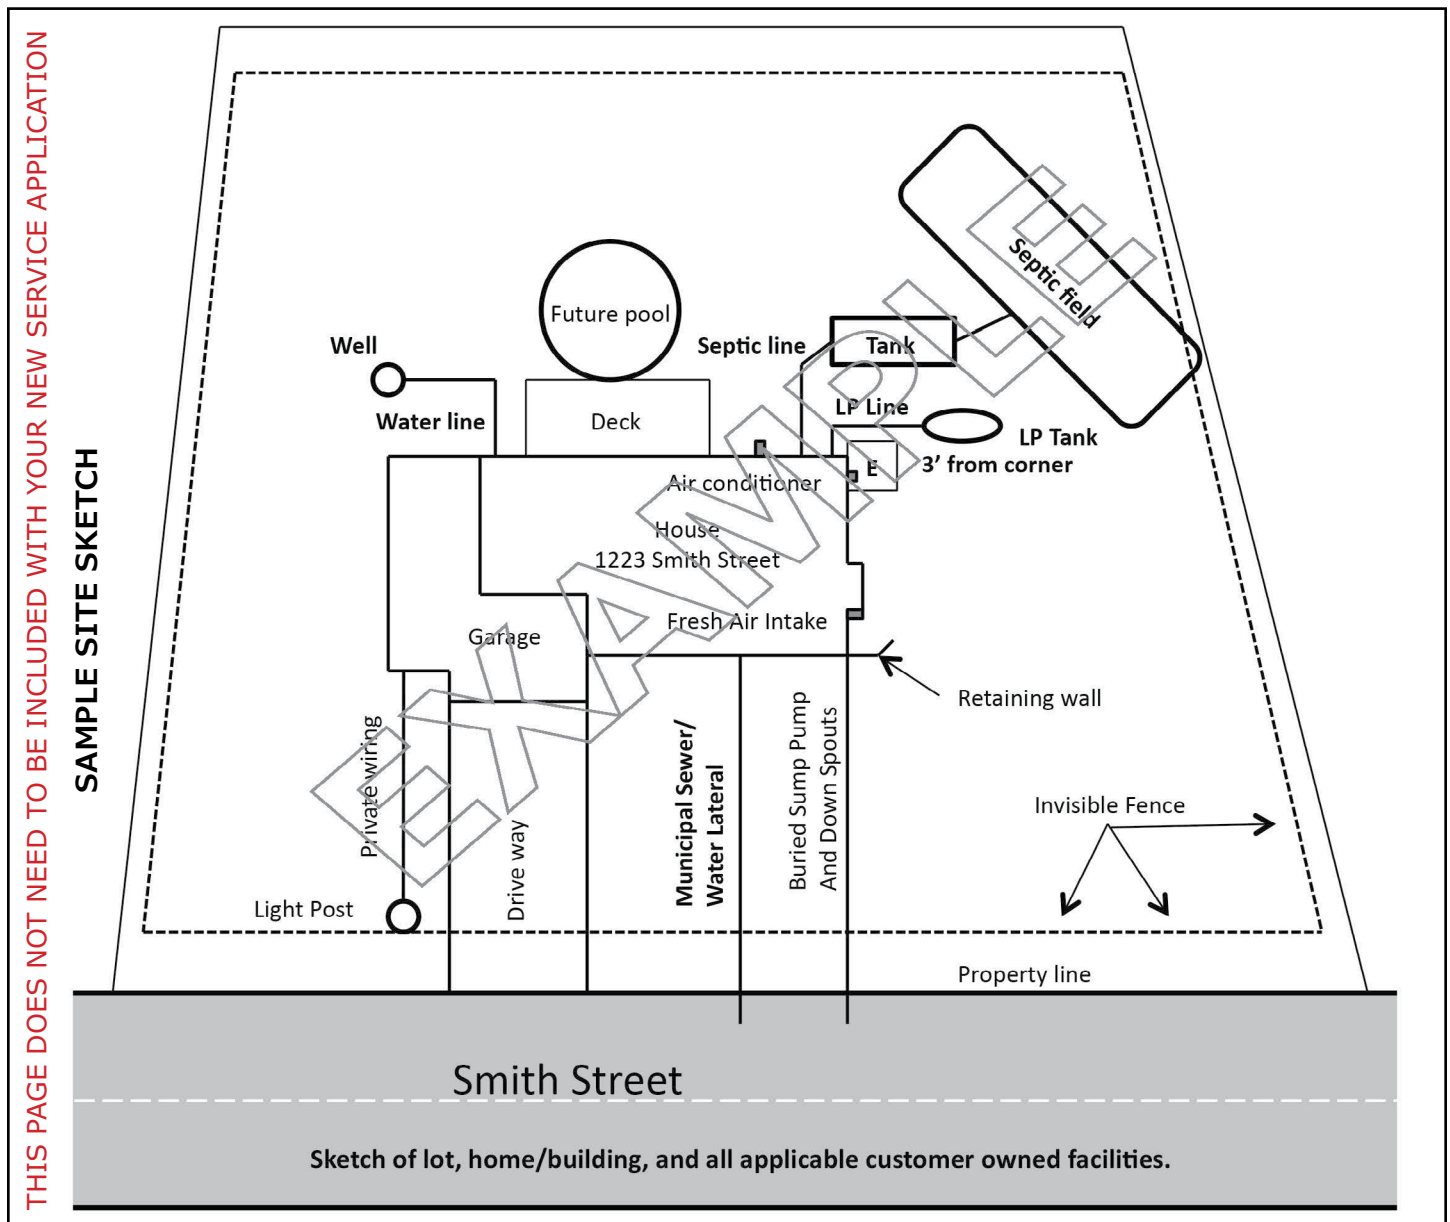 THIS PAGE DOES NOT NEED TO BE INCLUDED WITH YOUR NEW SERVICE APPLICATION
SAMPLE SITE SKETCH
Septic field
Future pool
Well
Septic line
Tank
Water line
Deck
LP Line
LP Tank
3' from corner
E
Air conditioner
House
1223 Smith Street
Fresh Air Intake
Garage
Retaining wall
Private wiring
Drive way
Municipal Sewer/
Water Lateral
Buried Sump Pump
And Down Spouts
Invisible Fence
Light Post
Property line
EXAMPLE
Smith Street
Sketch of lot, home/building, and all applicable customer owned facilities.